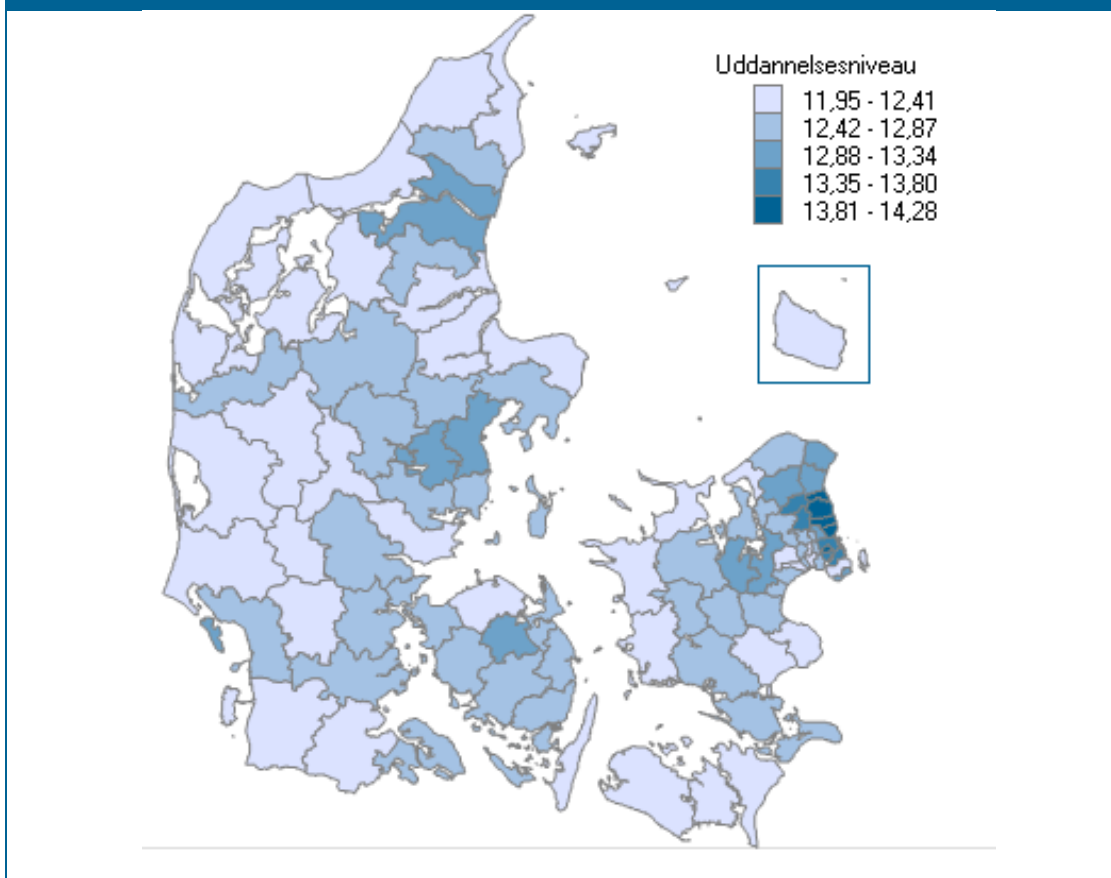 Uddannelsesniveau
11,95 - 12,41
12,42 - 12,87
12,88 - 13,34
13,35 - 13,80
13,81 - 14,28